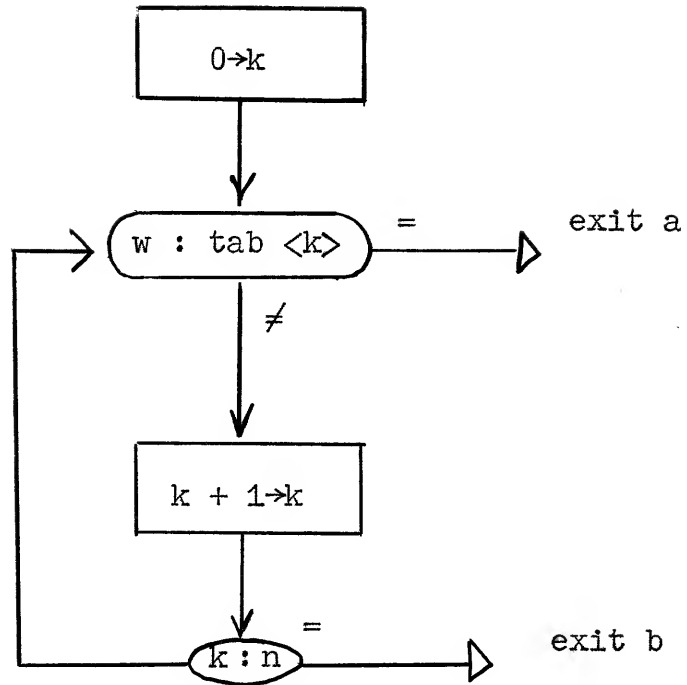 0→k
w : tab <k>
=
exit a
≠
k + 1→k
k : n
=
exit b